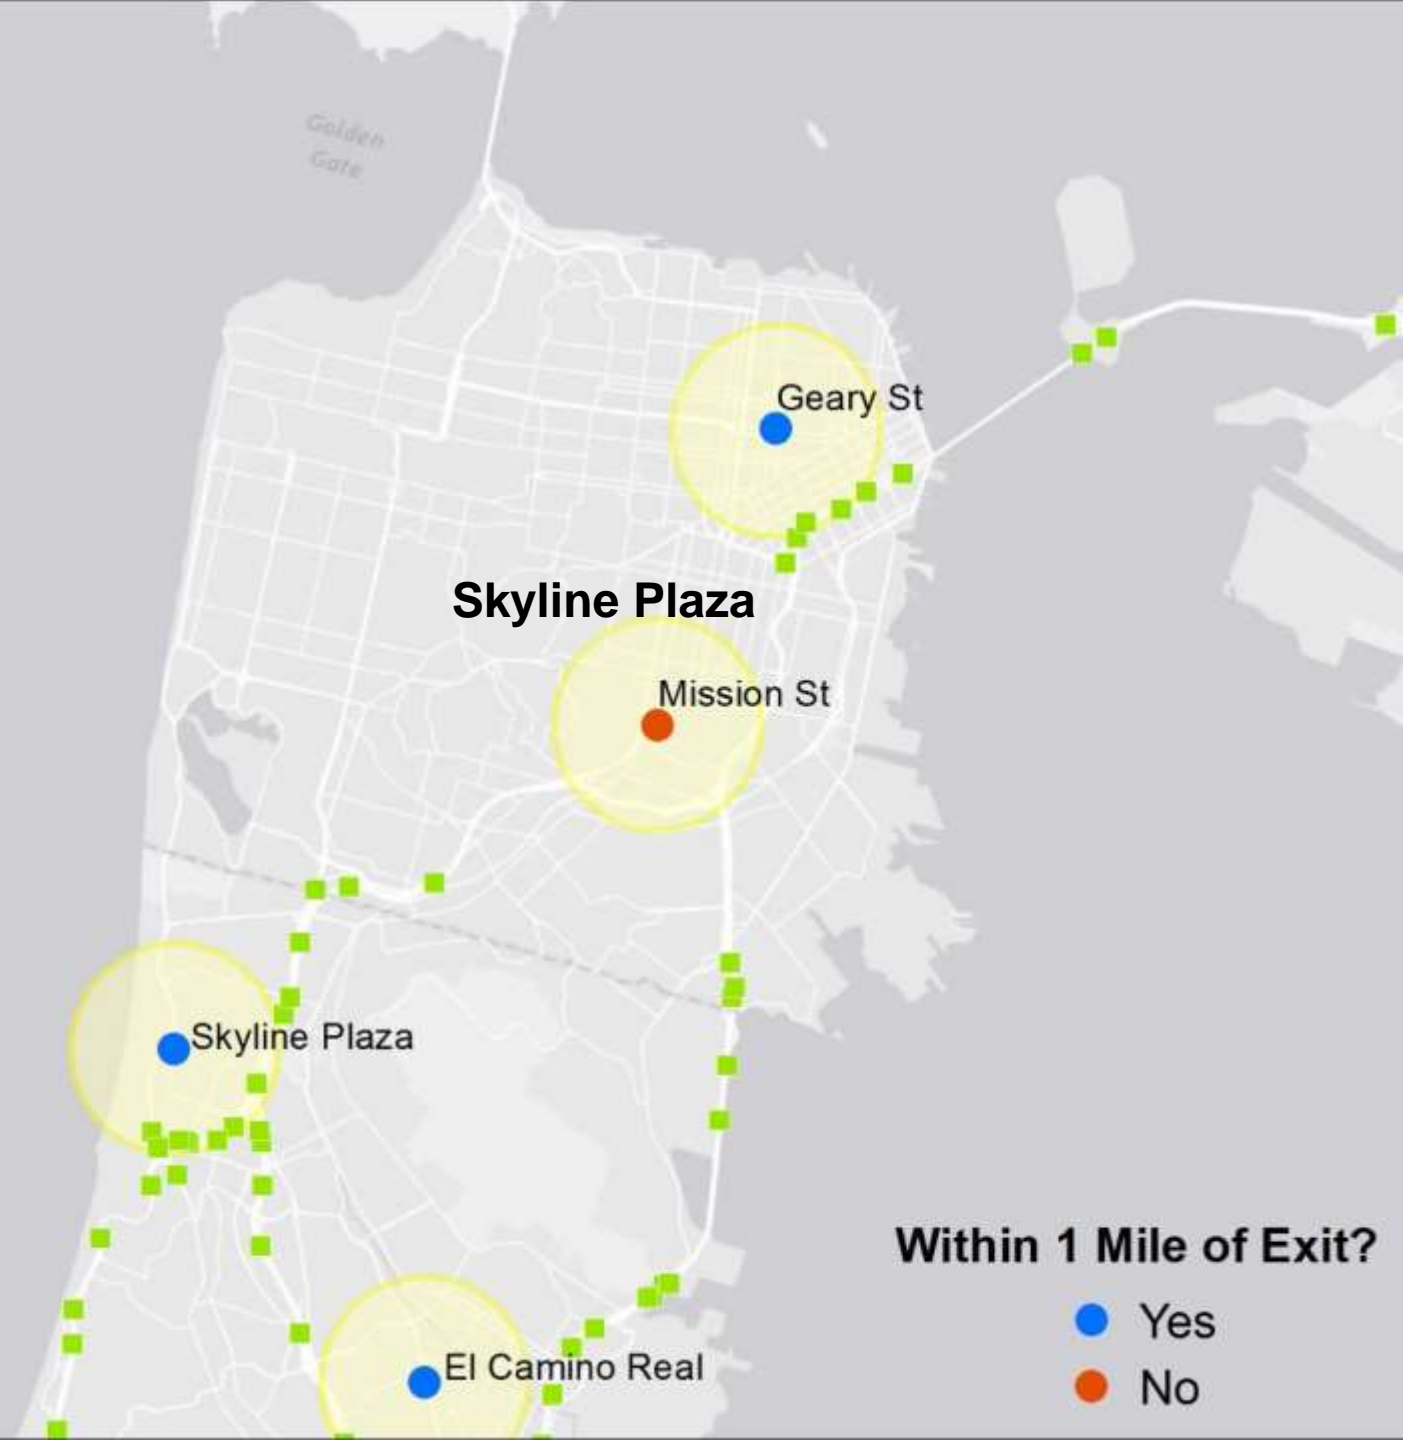 Golden
Gate
Geary St
Skyline Plaza
Mission St
Skyline Plaza
El Camino Real
Within 1 Mile of Exit?
Yes
No